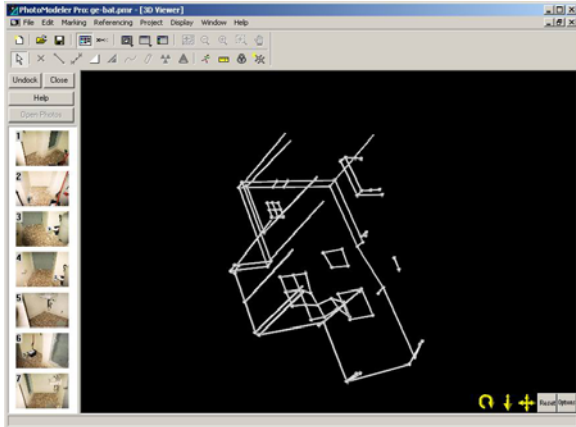 PhotoModeler Pro: ge-bat.pmr - [3D Viewer]
File Edit Marking Referencing Project Display Window Help
Undock Close
Help
Open Photos
1
2
3
4
5
6
7
Reset Options